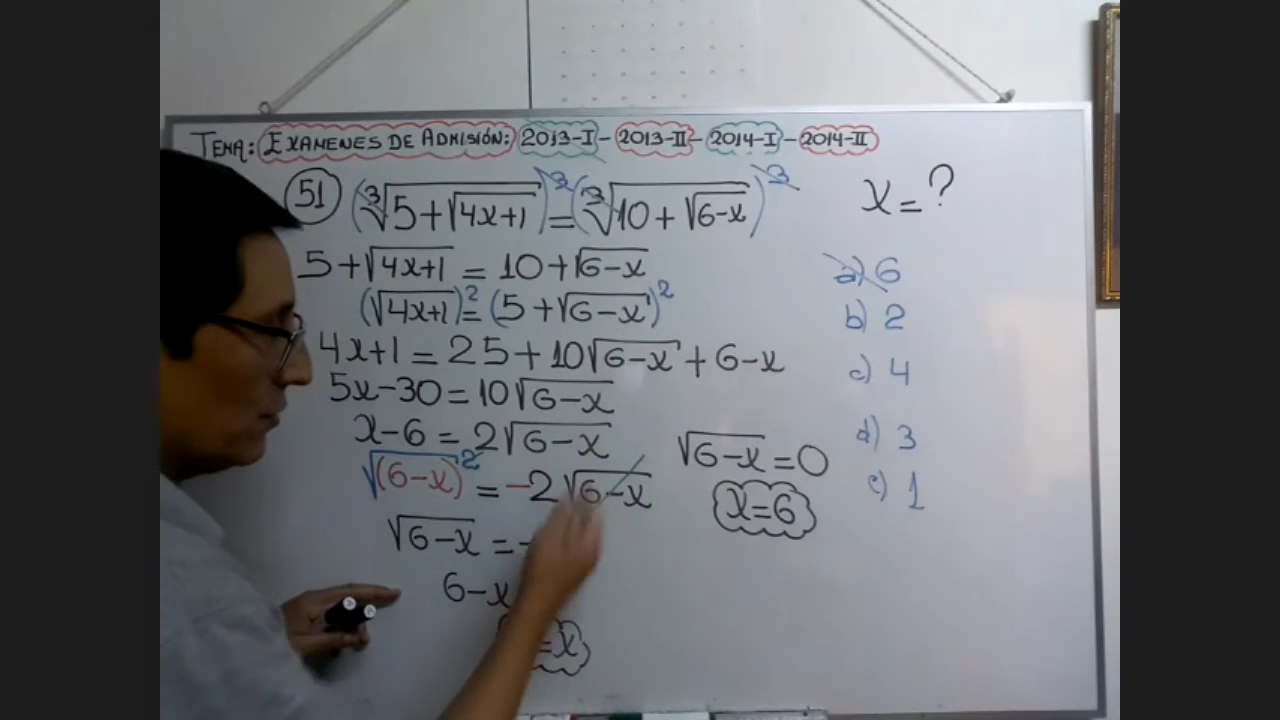 TEMA: EXAMENES DE ADMISIÓN: 2013-I - 2013-II - 2014-I - 2014-II
51 (∛(5+√(4x+1)))³ = (∛(10+√(6-x)))³ x=?
5+√(4x+1) = 10+√(6-x)
(√(4x+1))² = (5+√(6-x))²
4x+1 = 25+10√(6-x)+6-x
5x-30=10√(6-x)
x-6=2√(6-x)
√(6-x)² = -2√(6-x)
√(6-x) = -
6-x
=x
√(6-x)=0
x=6
a) 6
b) 2
c) 4
d) 3
e) 1